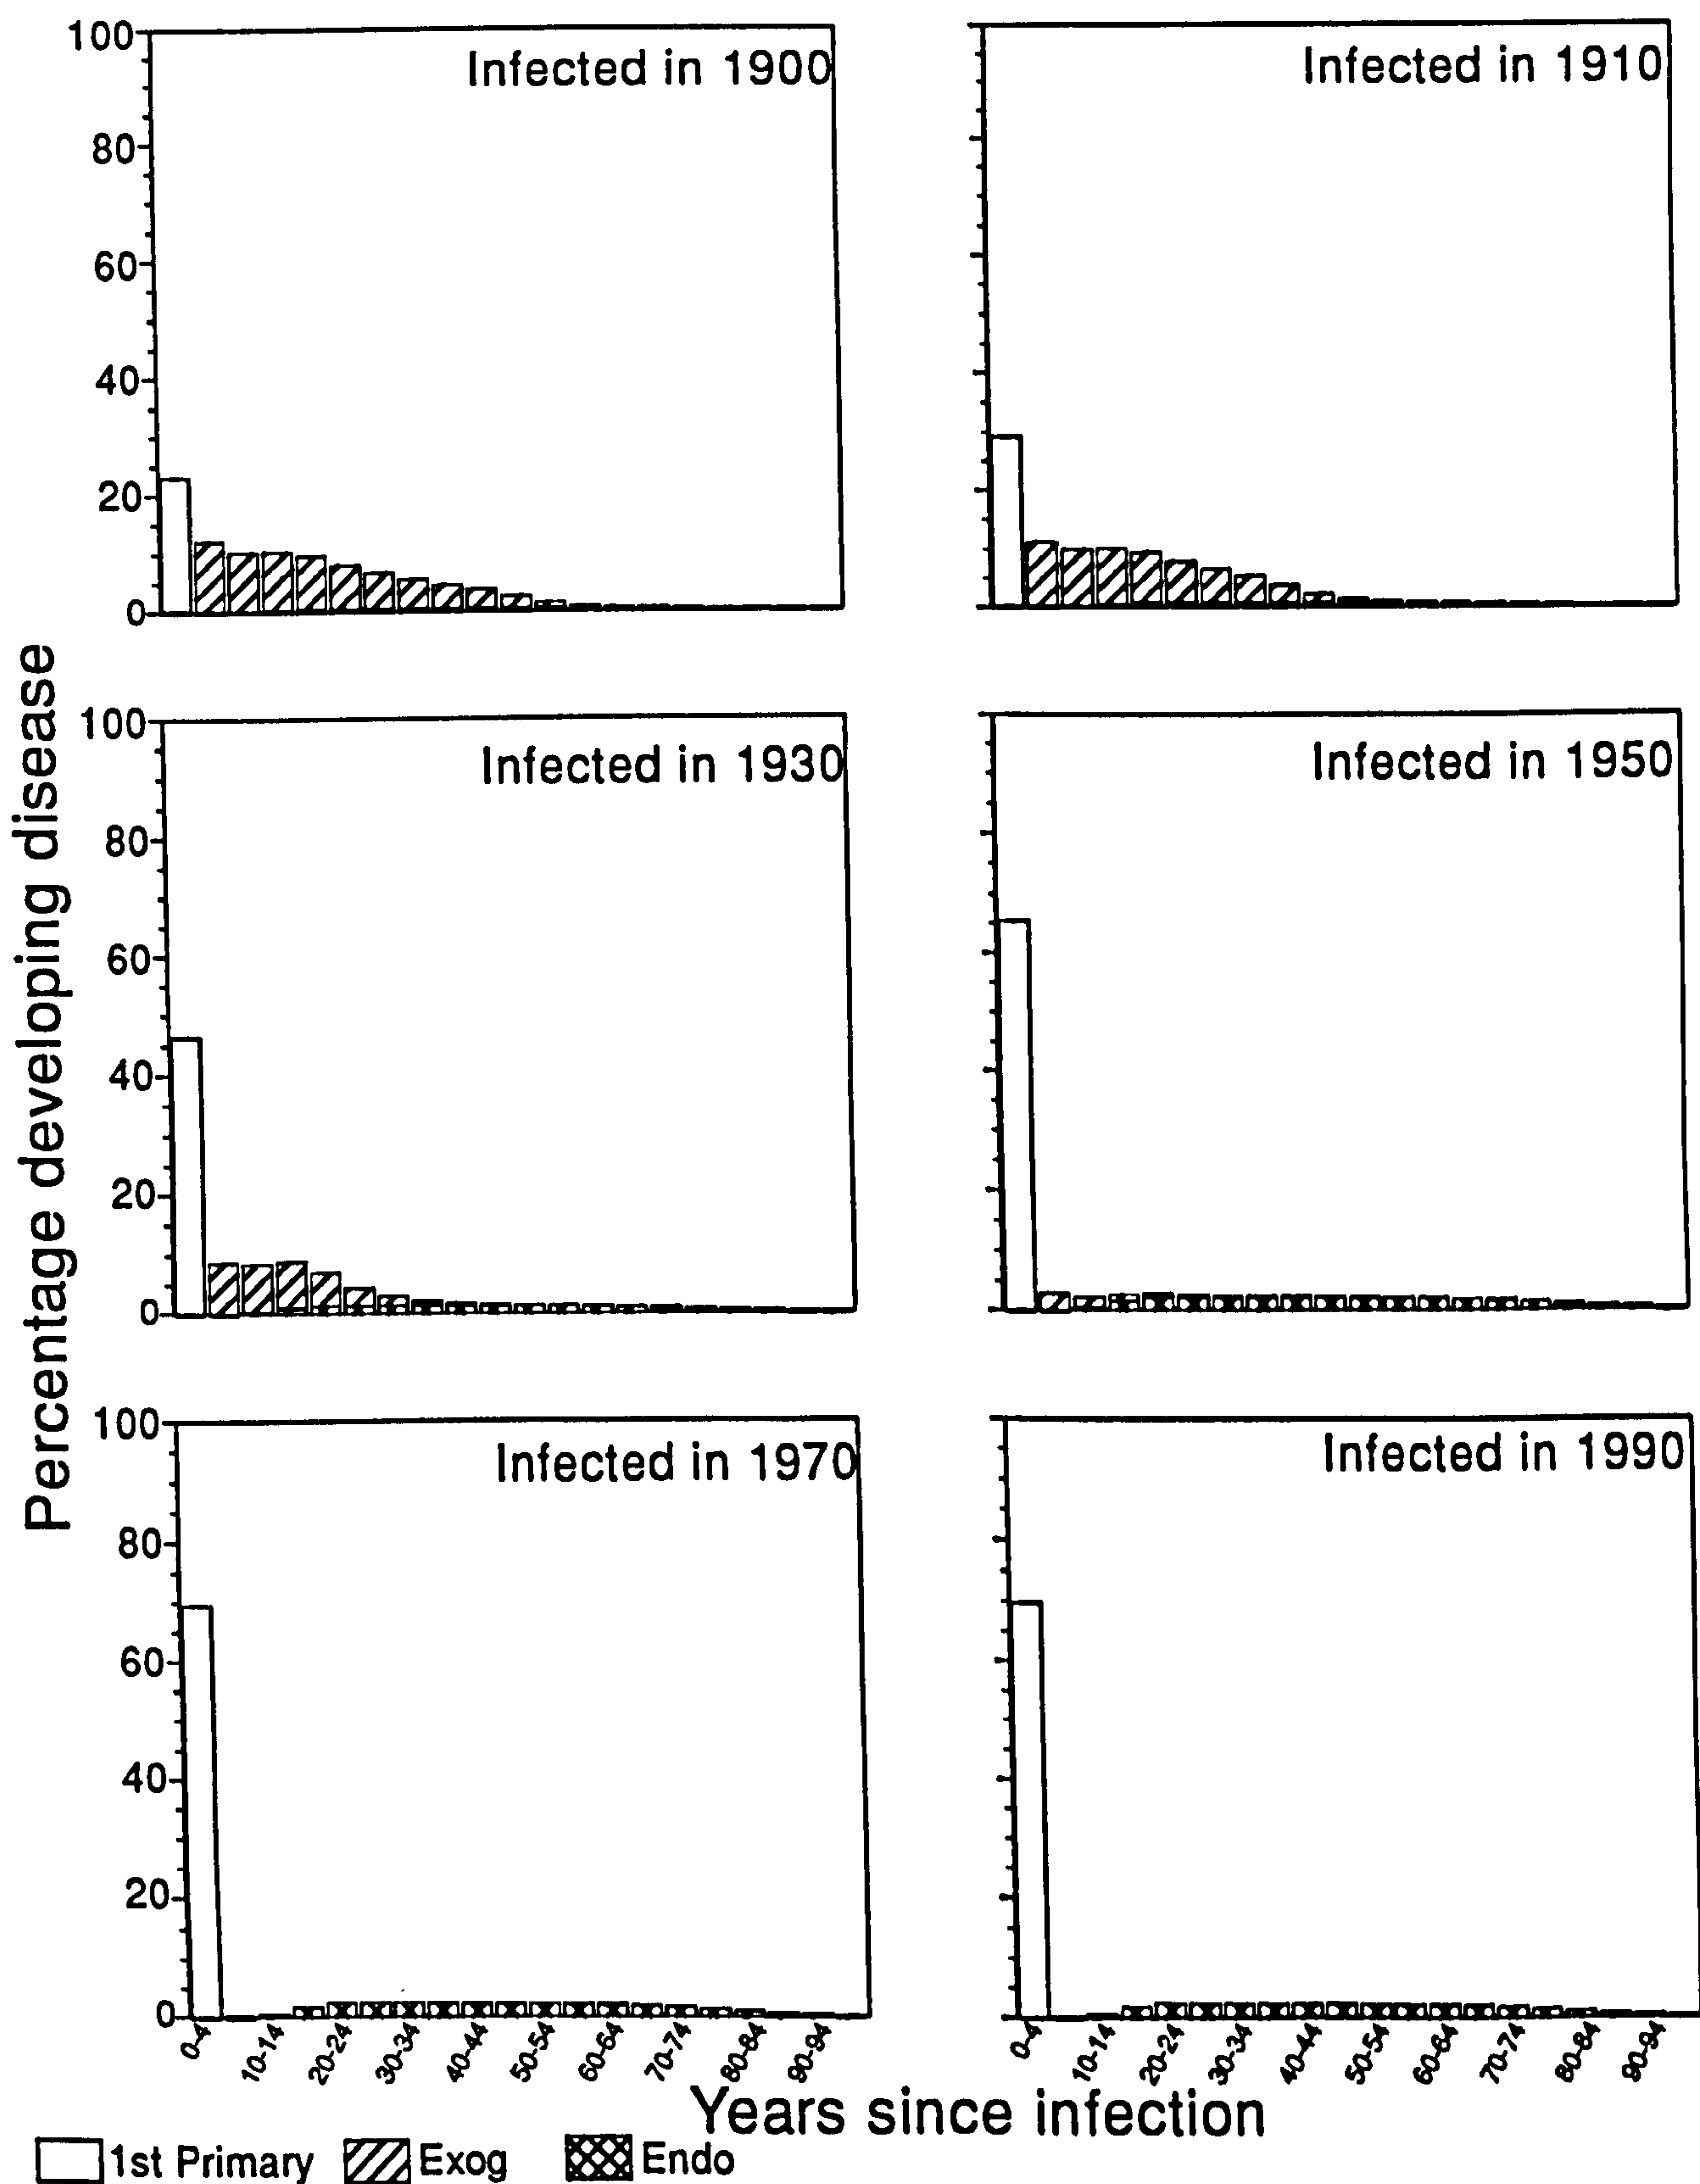 Percentage developing disease
Infected in 1900
100
80
60
40
20
0
Infected in 1910
Infected in 1930
100
80
60
40
20
0
Infected in 1950
Infected in 1970
100
80
60
40
20
0
0-4 10-14 20-24 30-34 40-44 50-54 60-64 70-74 80-84 90-94
Infected in 1990
0-4 10-14 20-24 30-34 40-44 50-54 60-64 70-74 80-84 90-94
Years since infection
1st Primary Exog Endo